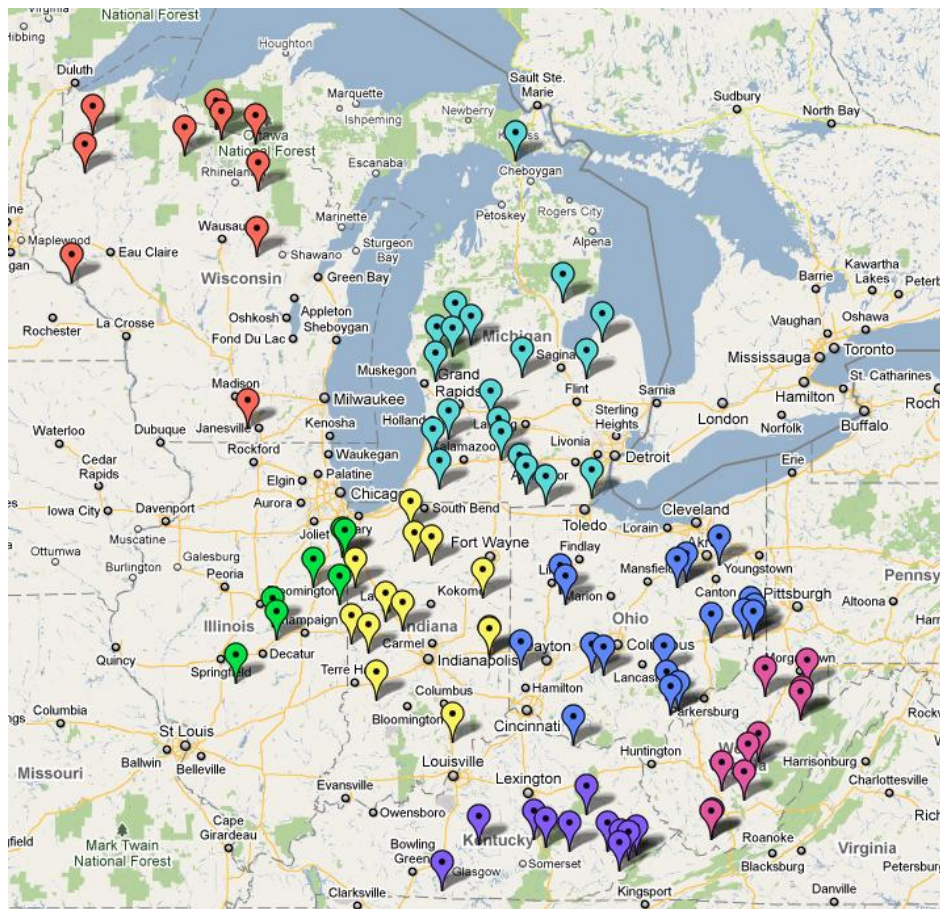 National Forest
Hibbing
Houghton
Duluth
Sault Ste.
Marie
Marquette
Ishpeming
Newberry
Sudbury
North Bay
Ottawa
National Forest
Rhineland
Escanaba
Cheboygan
Petoskey
Rogers City
Maplewood
Eau Claire
Wausau
Marinette
Shawano
Sturgeon
Bay
Green Bay
Alpena
Wisconsin
Barrie
Kawartha
Lakes
Peterb
Rochester
La Crosse
Oshkosh
Appleton
Sheboygan
Fond Du Lac
Michigan
Saginaw
Vaughan
Oshawa
Mississauga
Toronto
Muskegon
Grand
Rapids
Flint
Sarnia
Hamilton
St. Catharines
Roch
Madison
Milwaukee
Janesville
Holland
Lansing
Sterling
Heights
London
Norfolk
Buffalo
Waterloo
Dubuque
Rockford
Kenosha
Waukegan
Livonia
Detroit
Cedar
Rapids
Elgin
Palatine
Erie
Iowa City
Davenport
Aurora
Chicago
South Bend
Toledo
Cleveland
Lorain
Muscatine
Joliet
Ottumwa
Galesburg
Fort Wayne
Findlay
Mansfield
Youngstown
Burlington
Peoria
Bloomington
Kokomo
Marion
Canton
Pittsburgh
Altoona
Pennsy
Illinois
Champaign
Indiana
Ohio
Quincy
Springfield
Decatur
Carmel
Indianapolis
Dayton
Columbus
Terre H
Lancas
Morgantown
Columbia
Columbus
Bloomington
Hamilton
Parkersburg
Cincinnati
St Louis
Ballwin
Belleville
Missouri
Louisville
Huntington
Harrisonburg
Evansville
Lexington
Charlottesville
Owensboro
Mark Twain
National Forest
Cape
Girardeau
Bowling
Green
Kentucky
Glasgow
Somerset
Roanoke
Blacksburg
Virginia
Petersburg
Clarksville
Kingsport
Danville